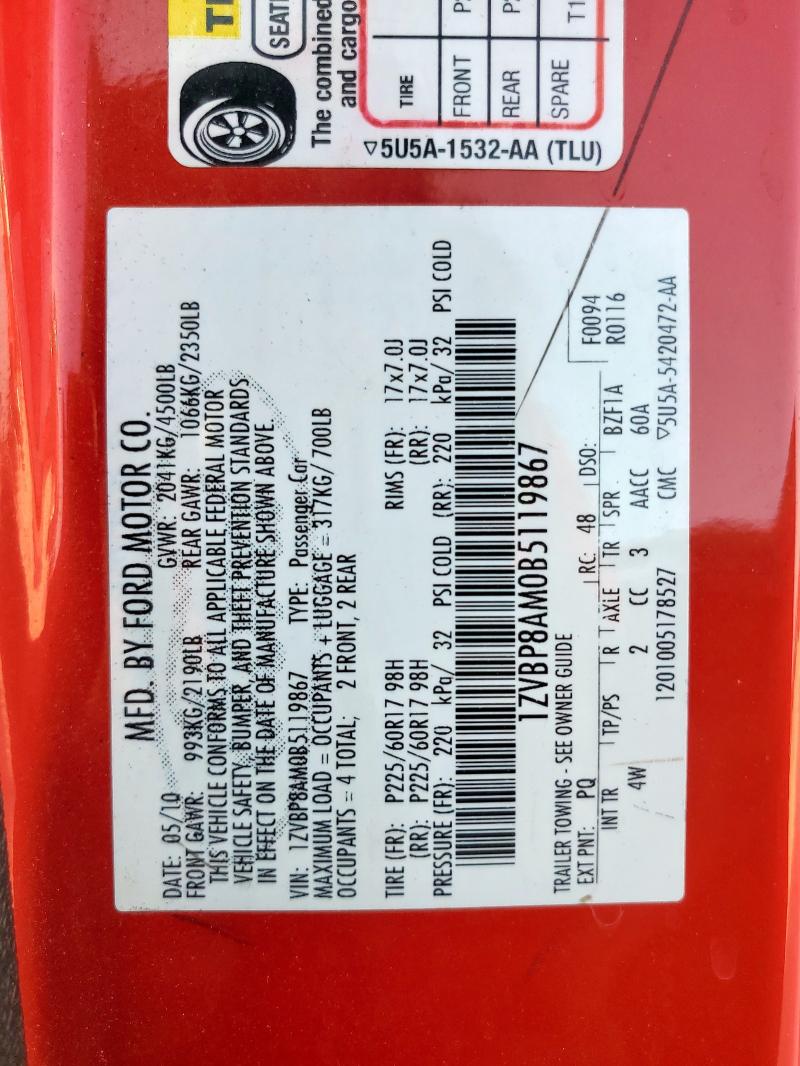 TI
SEATI
The combined
and cargo
TIRE
FRONT P2
REAR P2
SPARE T1
▽5U5A-1532-AA (TLU)
MFD. BY FORD MOTOR CO.
DATE: 05/10 GVWR: 2041KG/4500LB
FRONT GAWR: 993KG/2190LB REAR GAWR: 1066KG/2350LB
THIS VEHICLE CONFORMS TO ALL APPLICABLE FEDERAL MOTOR
VEHICLE SAFETY, BUMPER, AND THEFT PREVENTION STANDARDS
IN EFFECT ON THE DATE OF MANUFACTURE SHOWN ABOVE.
VIN: 1ZVBP8AM0B5119867 TYPE: Passenger Car
MAXIMUM LOAD = OCCUPANTS + LUGGAGE = 317KG/700LB
OCCUPANTS = 4 TOTAL; 2 FRONT, 2 REAR
TIRE (FR): P225/60R17 98H RIMS (FR): 17x7.0J
(RR): P225/60R17 98H (RR): 17x7.0J
PRESSURE (FR): 220 kPa/ 32 PSI COLD (RR): 220 kPa/ 32 PSI COLD
1ZVBP8AM0B5119867
TRAILER TOWING - SEE OWNER GUIDE
F0094
EXT PNT: PQ RC: 48 DSO: R0116
INT TR TP/PS R AXLE TR SPR BZF1A
4W 2 CC 3 AACC 60A
1201005178527 CMC ▽5U5A-5420472-AA